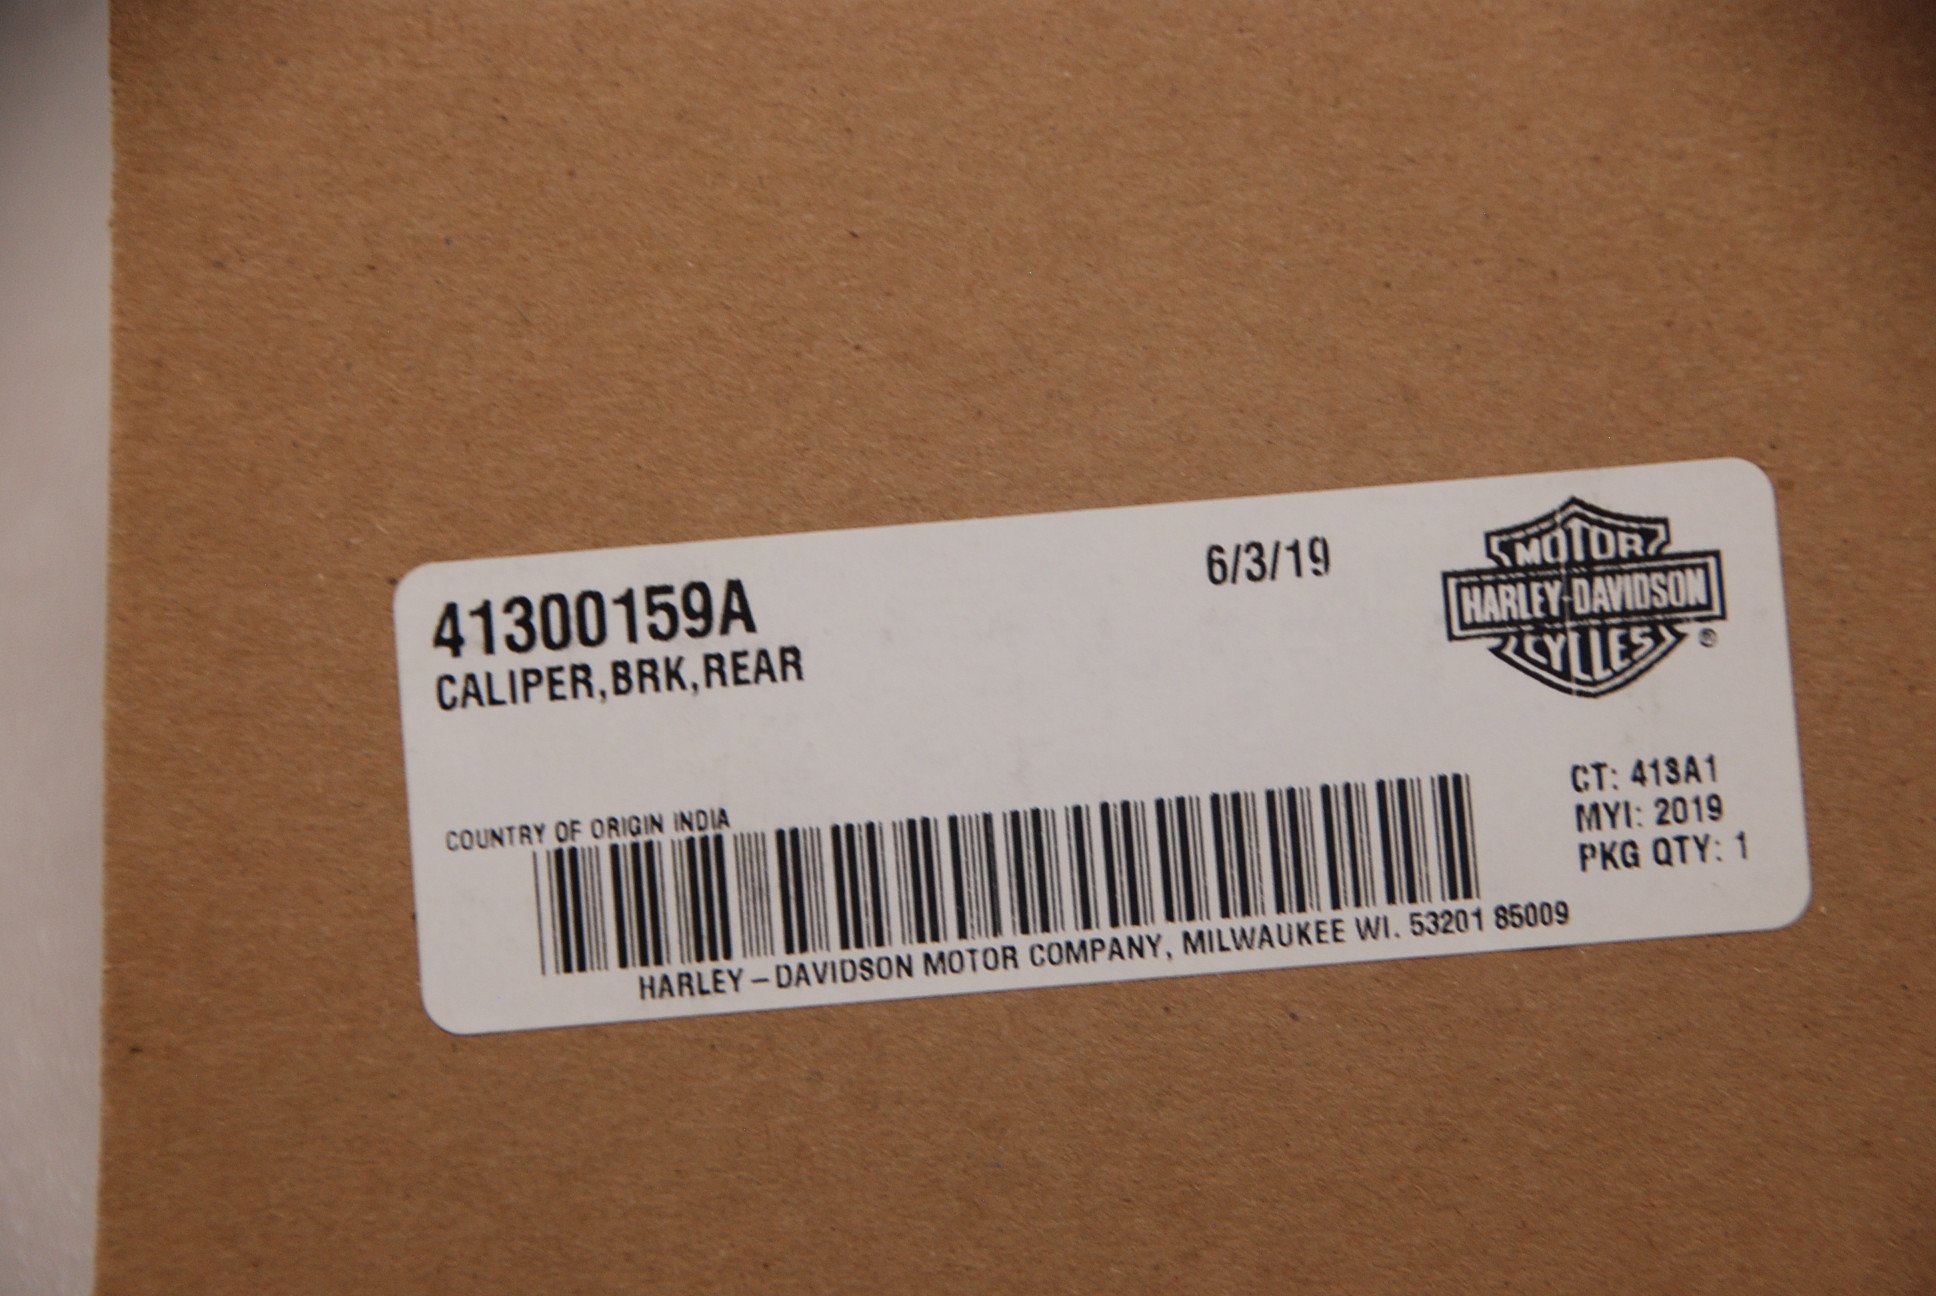 41300159A
CALIPER,BRK,REAR
6/3/19
MOTOR
HARLEY-DAVIDSON
CYCLES
®
COUNTRY OF ORIGIN INDIA
CT: 413A1
MYI: 2019
PKG QTY: 1
HARLEY-DAVIDSON MOTOR COMPANY, MILWAUKEE WI. 53201 85009